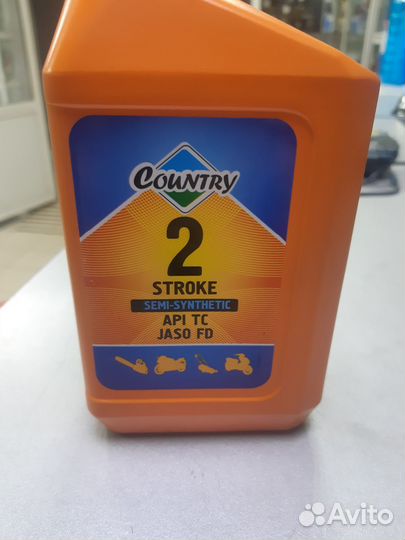 COUNTRY
2
STROKE
SEMI-SYNTHETIC
API TC
JASO FD
Avito